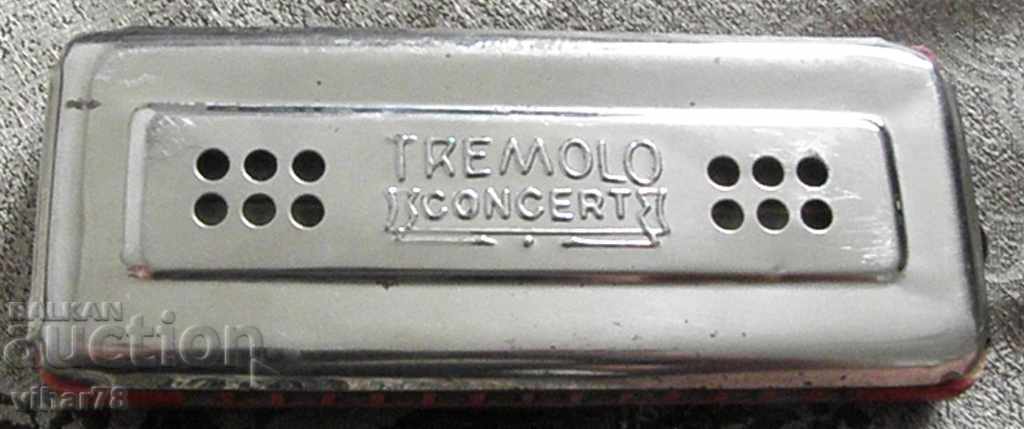 TREMOLO
CONCERT
BALKAN
auction
vihar78